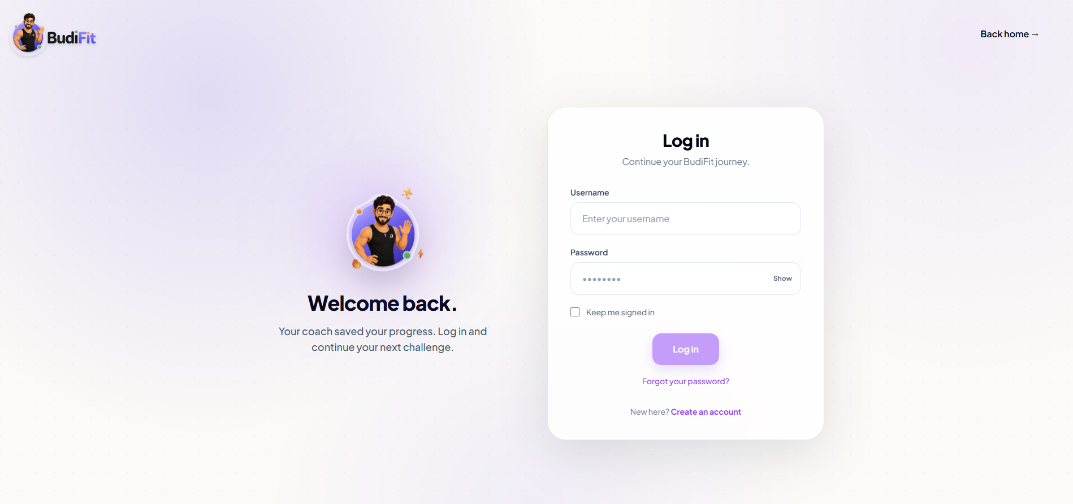 BudiFit
Back home →
Welcome back.
Your coach saved your progress. Log in and
continue your next challenge.
Log in
Continue your BudiFit journey.
Username
Enter your username
Password
••••••••
Show
Keep me signed in
Log in
Forgot your password?
New here? Create an account